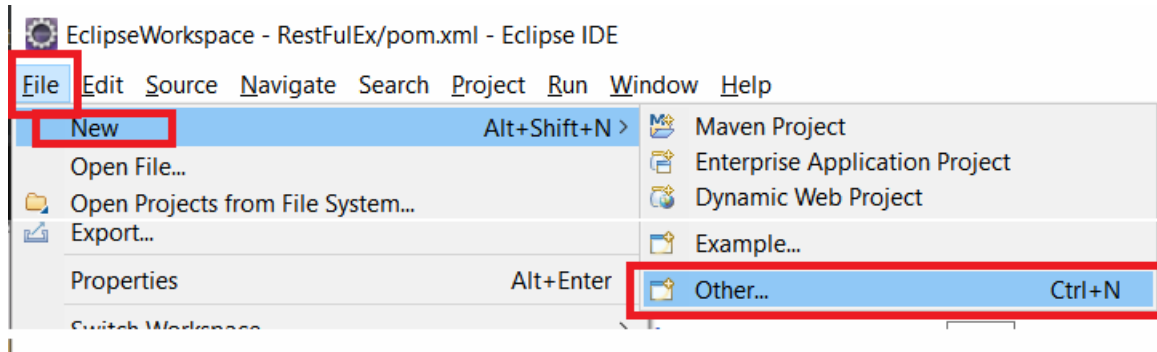 EclipseWorkspace - RestFulEx/pom.xml - Eclipse IDE
File Edit Source Navigate Search Project Run Window Help
New Alt+Shift+N > Maven Project
Open File... Enterprise Application Project
Open Projects from File System... Dynamic Web Project
Export... Example...
Properties Alt+Enter Other... Ctrl+N